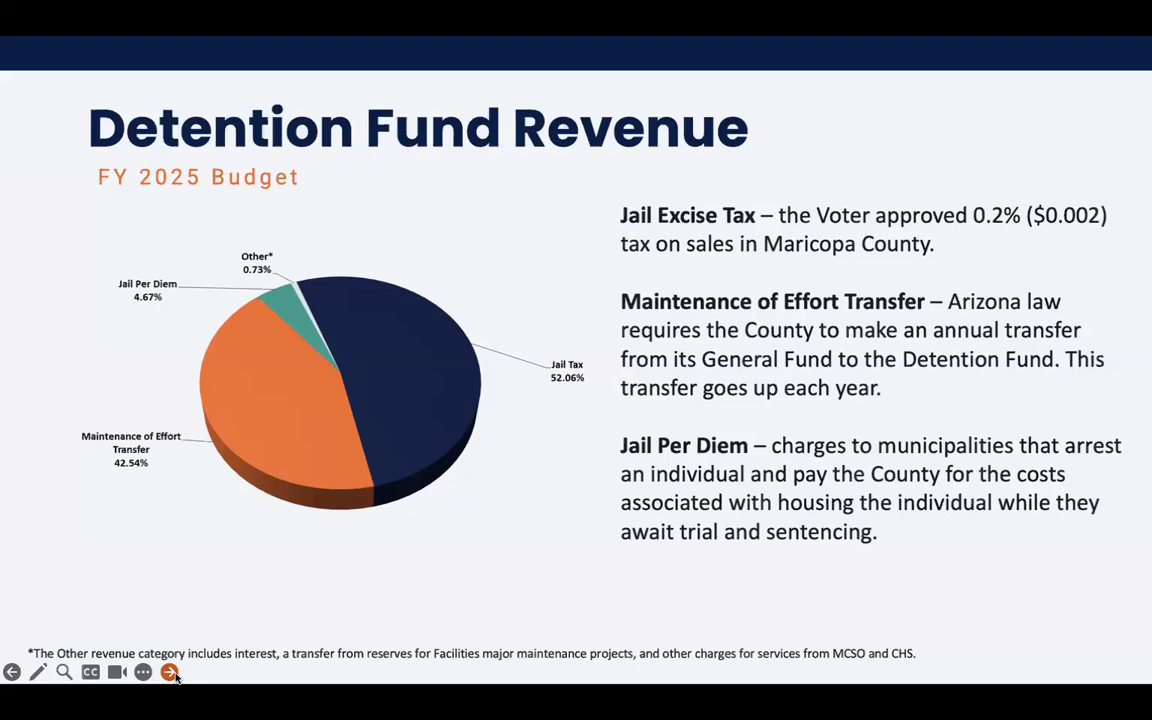 Detention Fund Revenue
FY 2025 Budget
Jail Excise Tax – the Voter approved 0.2% ($0.002)
tax on sales in Maricopa County.
Maintenance of Effort Transfer – Arizona law
requires the County to make an annual transfer
from its General Fund to the Detention Fund. This
transfer goes up each year.
Jail Per Diem – charges to municipalities that arrest
an individual and pay the County for the costs
associated with housing the individual while they
await trial and sentencing.
Other*
0.73%
Jail Per Diem
4.67%
Jail Tax
52.06%
Maintenance of Effort
Transfer
42.54%
*The Other revenue category includes interest, a transfer from reserves for Facilities major maintenance projects, and other charges for services from MCSO and CHS.
CC